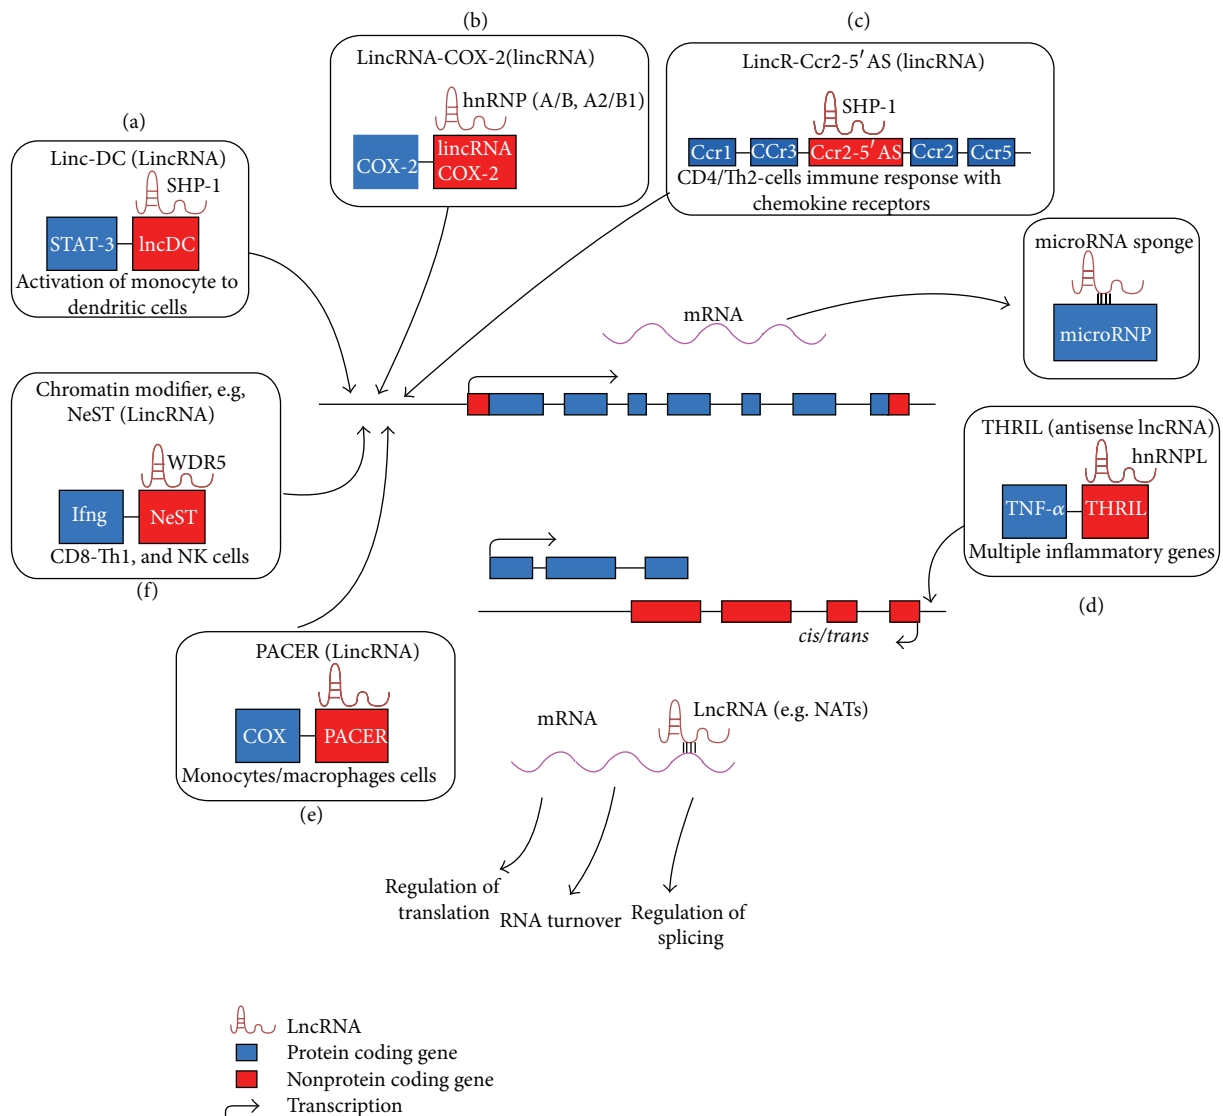 (a)
Linc-DC (LincRNA)
SHP-1
STAT-3
lncDC
Activation of monocyte to
dendritic cells
(b)
LincRNA-COX-2(lincRNA)
hnRNP (A/B, A2/B1)
COX-2
lincRNA
COX-2
(c)
LincR-Ccr2-5′AS (lincRNA)
SHP-1
Ccr1
CCr3
Ccr2-5′AS
Ccr2
Ccr5
CD4/Th2-cells immune response with
chemokine receptors
microRNA sponge
microRNP
mRNA
Chromatin modifier, e.g,
NeST (LincRNA)
WDR5
Ifng
NeST
CD8-Th1, and NK cells
(f)
THRIL (antisense lncRNA)
hnRNPL
TNF-α
THRIL
Multiple inflammatory genes
(d)
cis/trans
PACER (LincRNA)
COX
PACER
Monocytes/macrophages cells
(e)
mRNA
LncRNA (e.g. NATs)
Regulation of
translation
RNA turnover
Regulation of
splicing
LncRNA
Protein coding gene
Nonprotein coding gene
Transcription